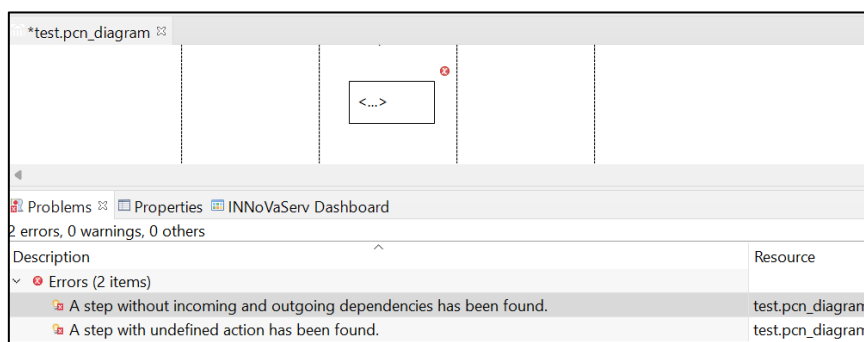 *test.pcn_diagram
<...>
Problems Properties INNoVaServ Dashboard
2 errors, 0 warnings, 0 others
Description Resource
Errors (2 items)
A step without incoming and outgoing dependencies has been found. test.pcn_diagram
A step with undefined action has been found. test.pcn_diagram